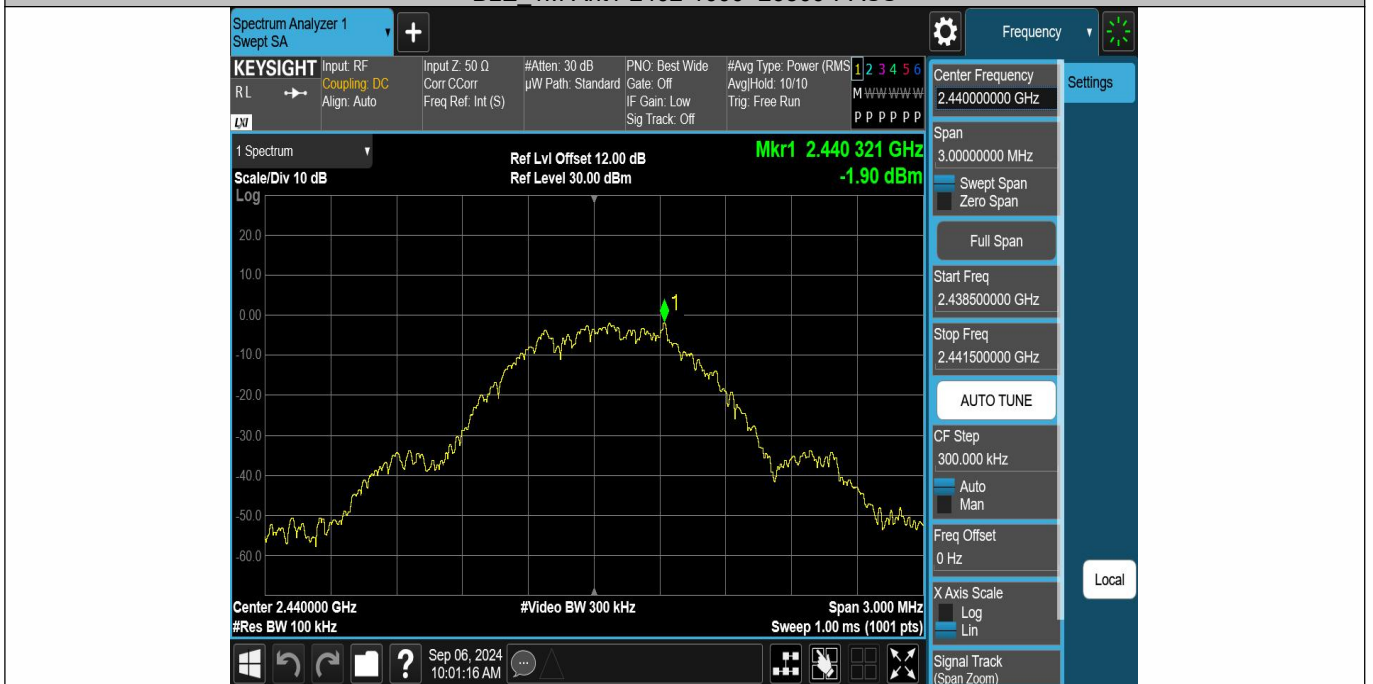 Spectrum Analyzer 1
Swept SA
Frequency
KEYSIGHT
RL
LXI
Input: RF
Coupling: DC
Align: Auto
Input Z: 50 Ω
Corr CCorr
Freq Ref: Int (S)
#Atten: 30 dB
µW Path: Standard
PNO: Best Wide
Gate: Off
IF Gain: Low
Sig Track: Off
#Avg Type: Power (RMS
Avg|Hold: 10/10
Trig: Free Run
1 2 3 4 5 6
M W W W W W
P P P P P P
1 Spectrum
Scale/Div 10 dB
Log
Ref Lvl Offset 12.00 dB
Ref Level 30.00 dBm
Mkr1 2.440 321 GHz
-1.90 dBm
20.0
10.0
0.00
-10.0
-20.0
-30.0
-40.0
-50.0
-60.0
1
Center 2.440000 GHz
#Res BW 100 kHz
#Video BW 300 kHz
Span 3.000 MHz
Sweep 1.00 ms (1001 pts)
Center Frequency
2.440000000 GHz
Settings
Span
3.00000000 MHz
Swept Span
Zero Span
Full Span
Start Freq
2.438500000 GHz
Stop Freq
2.441500000 GHz
AUTO TUNE
CF Step
300.000 kHz
Auto
Man
Freq Offset
0 Hz
Local
X Axis Scale
Log
Lin
Signal Track
(Span Zoom)
?
Sep 06, 2024
10:01:16 AM